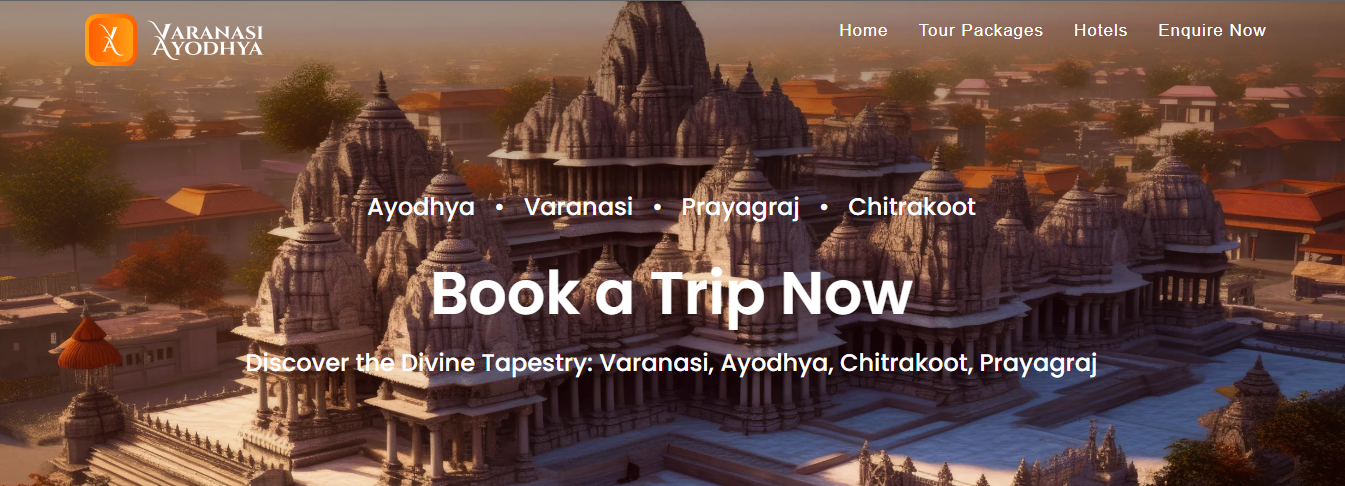 VARANASI
AYODHYA
Home Tour Packages Hotels Enquire Now
Ayodhya • Varanasi • Prayagraj • Chitrakoot
Book a Trip Now
Discover the Divine Tapestry: Varanasi, Ayodhya, Chitrakoot, Prayagraj